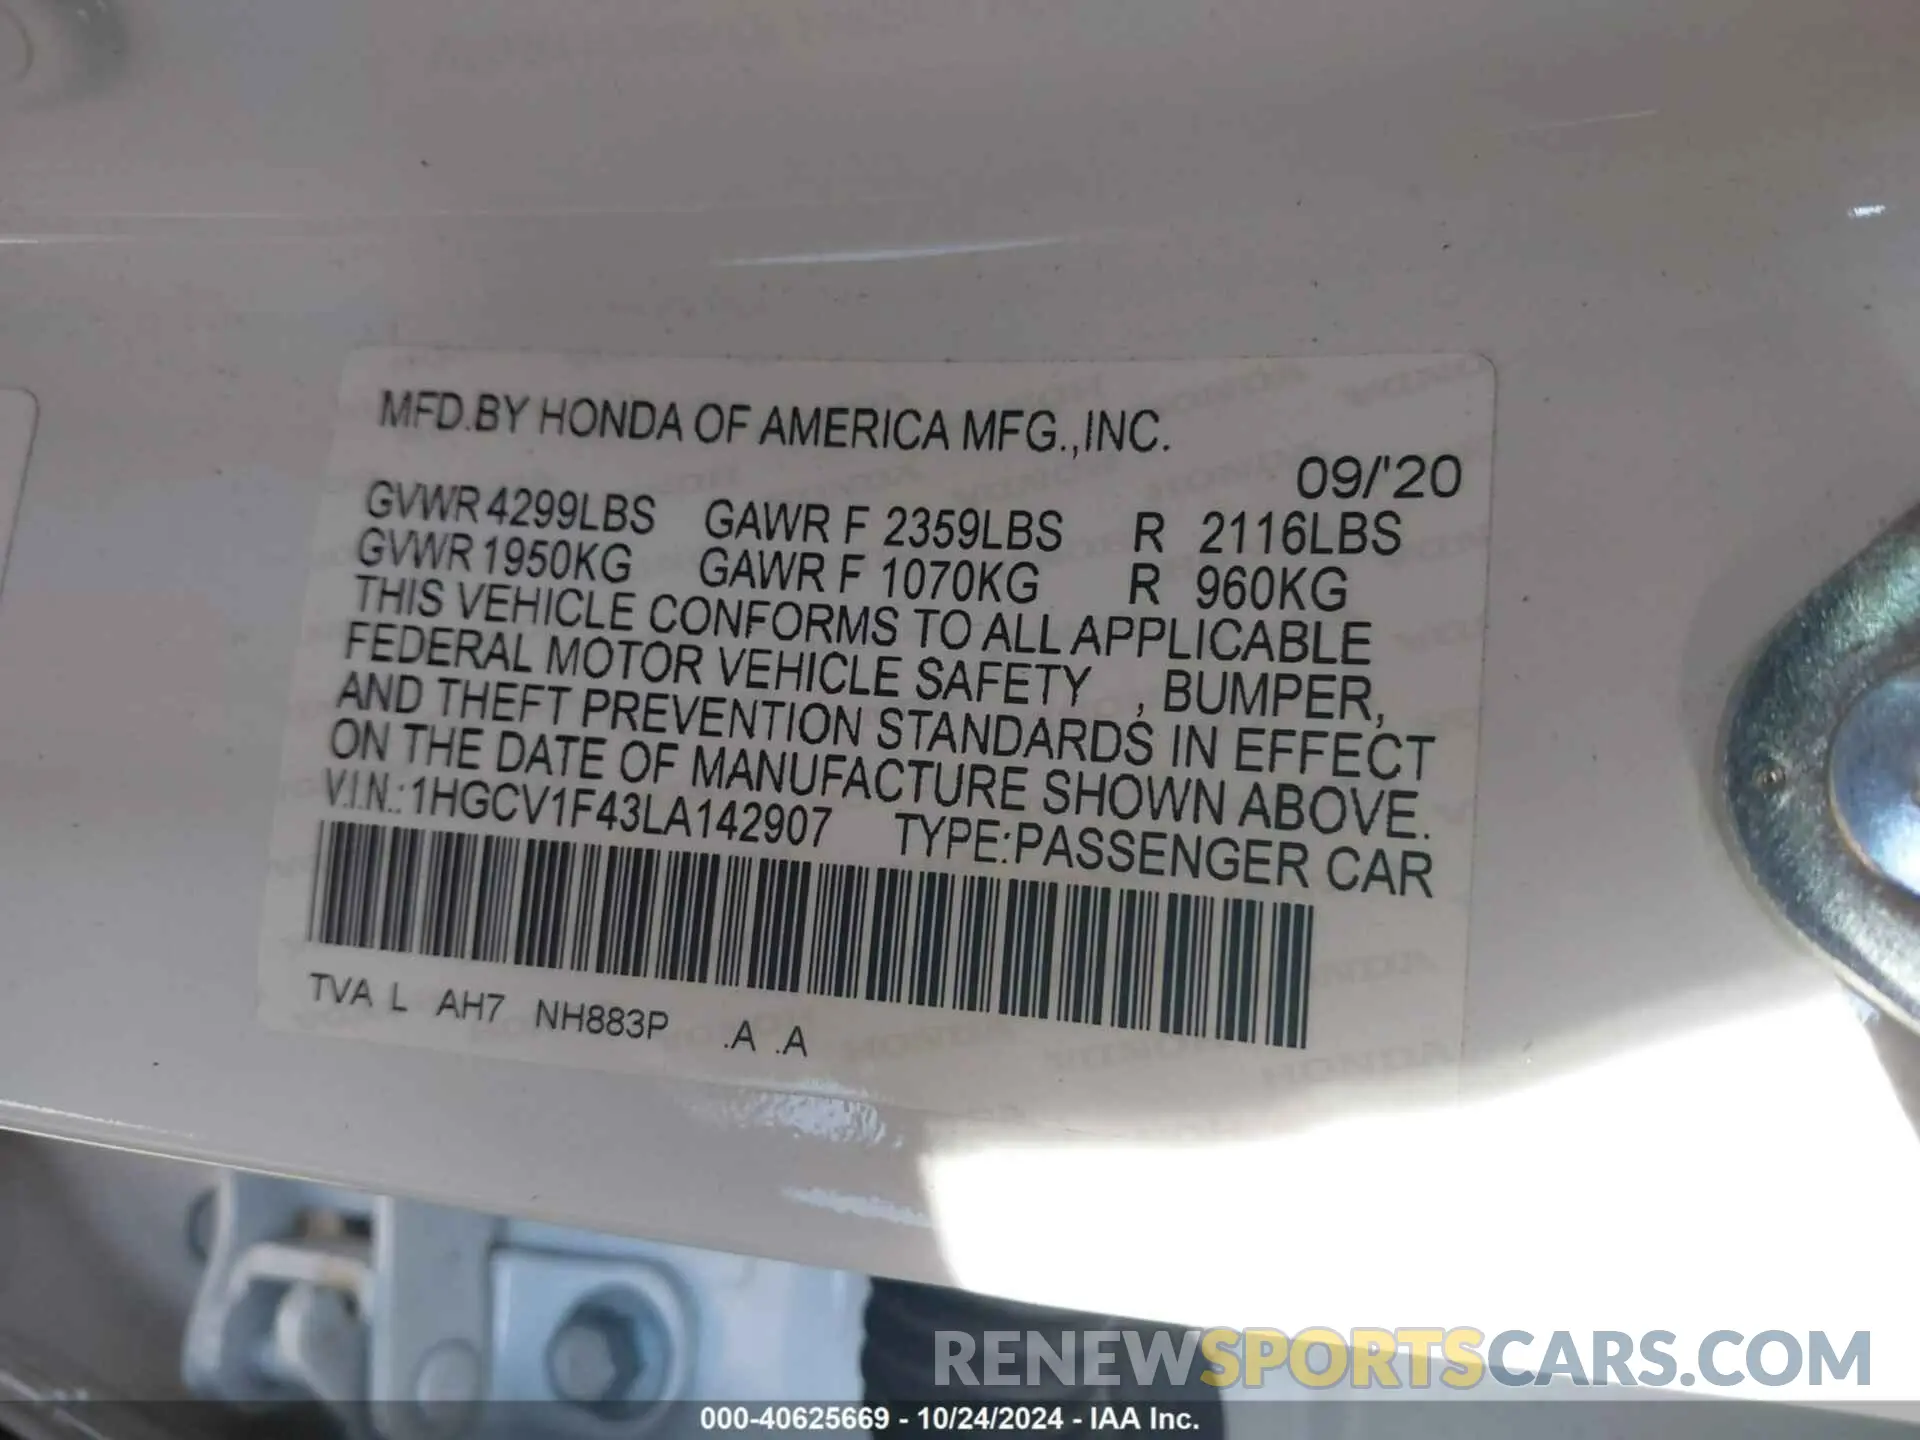 MFD.BY HONDA OF AMERICA MFG.,INC.
09/'20
GVWR 4299LBS GAWR F 2359LBS R 2116LBS
GVWR 1950KG GAWR F 1070KG R 960KG
THIS VEHICLE CONFORMS TO ALL APPLICABLE
FEDERAL MOTOR VEHICLE SAFETY , BUMPER,
AND THEFT PREVENTION STANDARDS IN EFFECT
ON THE DATE OF MANUFACTURE SHOWN ABOVE.
V.I.N.:1HGCV1F43LA142907 TYPE:PASSENGER CAR
TVA L AH7 NH883P .A .A
RENEWSPORTSCARS.COM
000-40625669 - 10/24/2024 - IAA Inc.